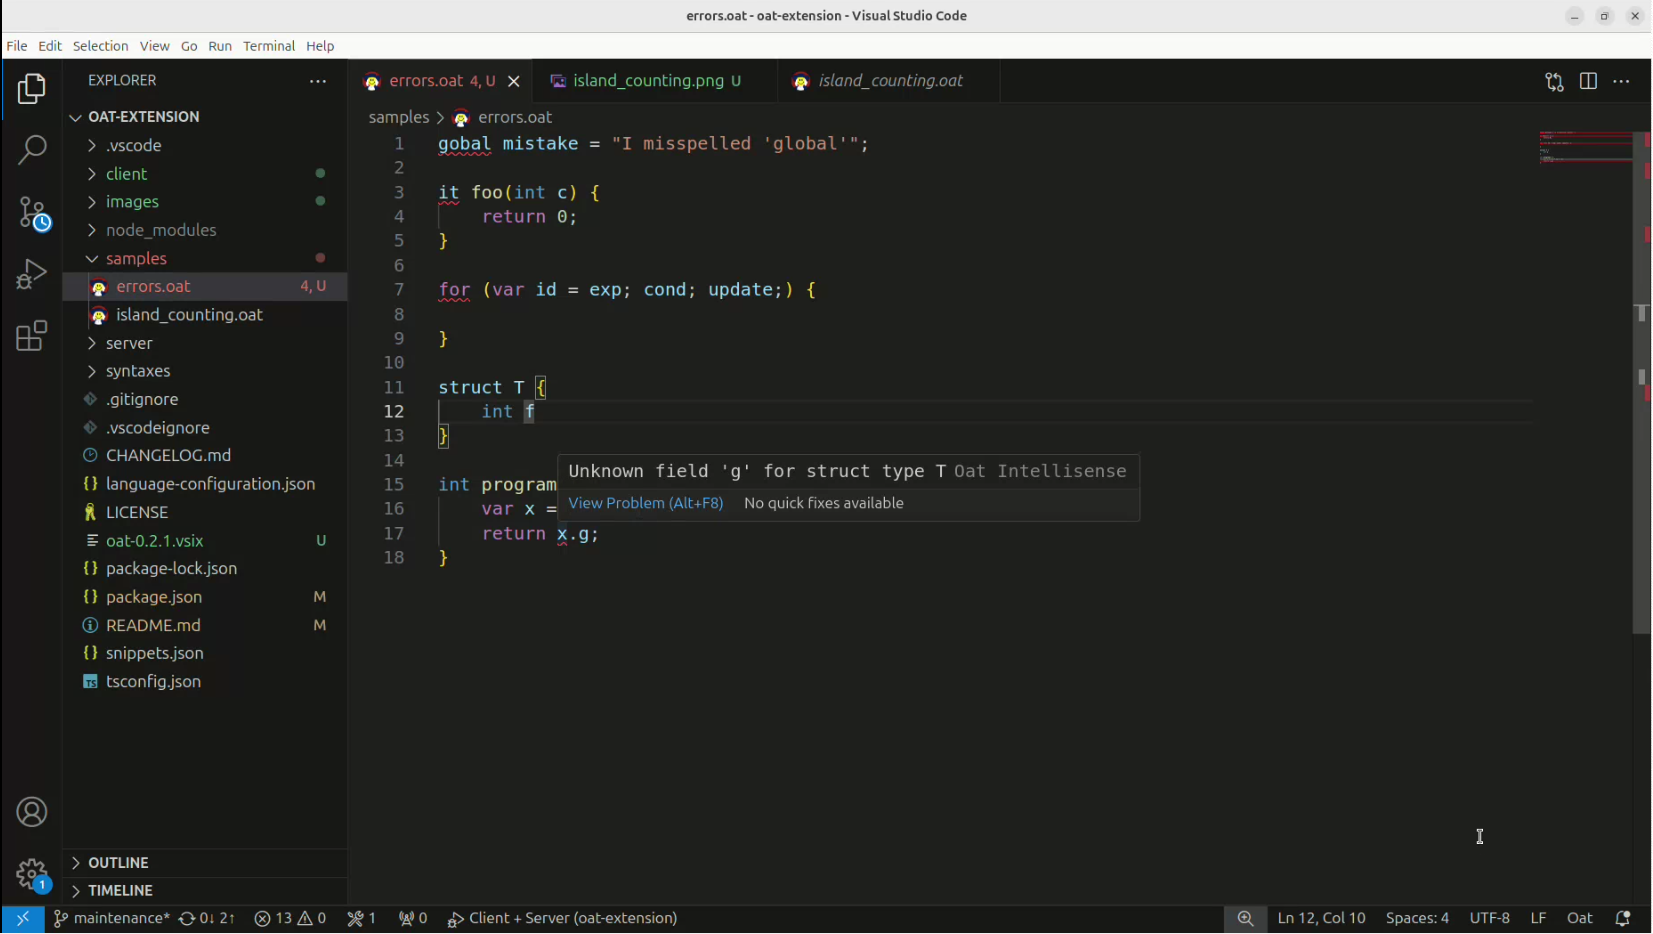 errors.oat - oat-extension - Visual Studio Code
File Edit Selection View Go Run Terminal Help
EXPLORER
OAT-EXTENSION
.vscode
client
images
node_modules
samples
errors.oat 4, U
island_counting.oat
server
syntaxes
.gitignore
.vscodeignore
CHANGELOG.md
language-configuration.json
LICENSE
oat-0.2.1.vsix U
package-lock.json
package.json M
README.md M
snippets.json
tsconfig.json
OUTLINE
TIMELINE
errors.oat 4, U island_counting.png U island_counting.oat
samples > errors.oat
1 gobal mistake = "I misspelled 'global'";
2
3 it foo(int c) {
4 return 0;
5 }
6
7 for (var id = exp; cond; update;) {
8
9 }
10
11 struct T {
12 int f
13 }
14
Unknown field 'g' for struct type T Oat Intellisense
15 int program
View Problem (Alt+F8) No quick fixes available
16 var x =
17 return x.g;
18 }
1
maintenance* 0↓ 2↑ 13 0 1 0 Client + Server (oat-extension) Ln 12, Col 10 Spaces: 4 UTF-8 LF Oat